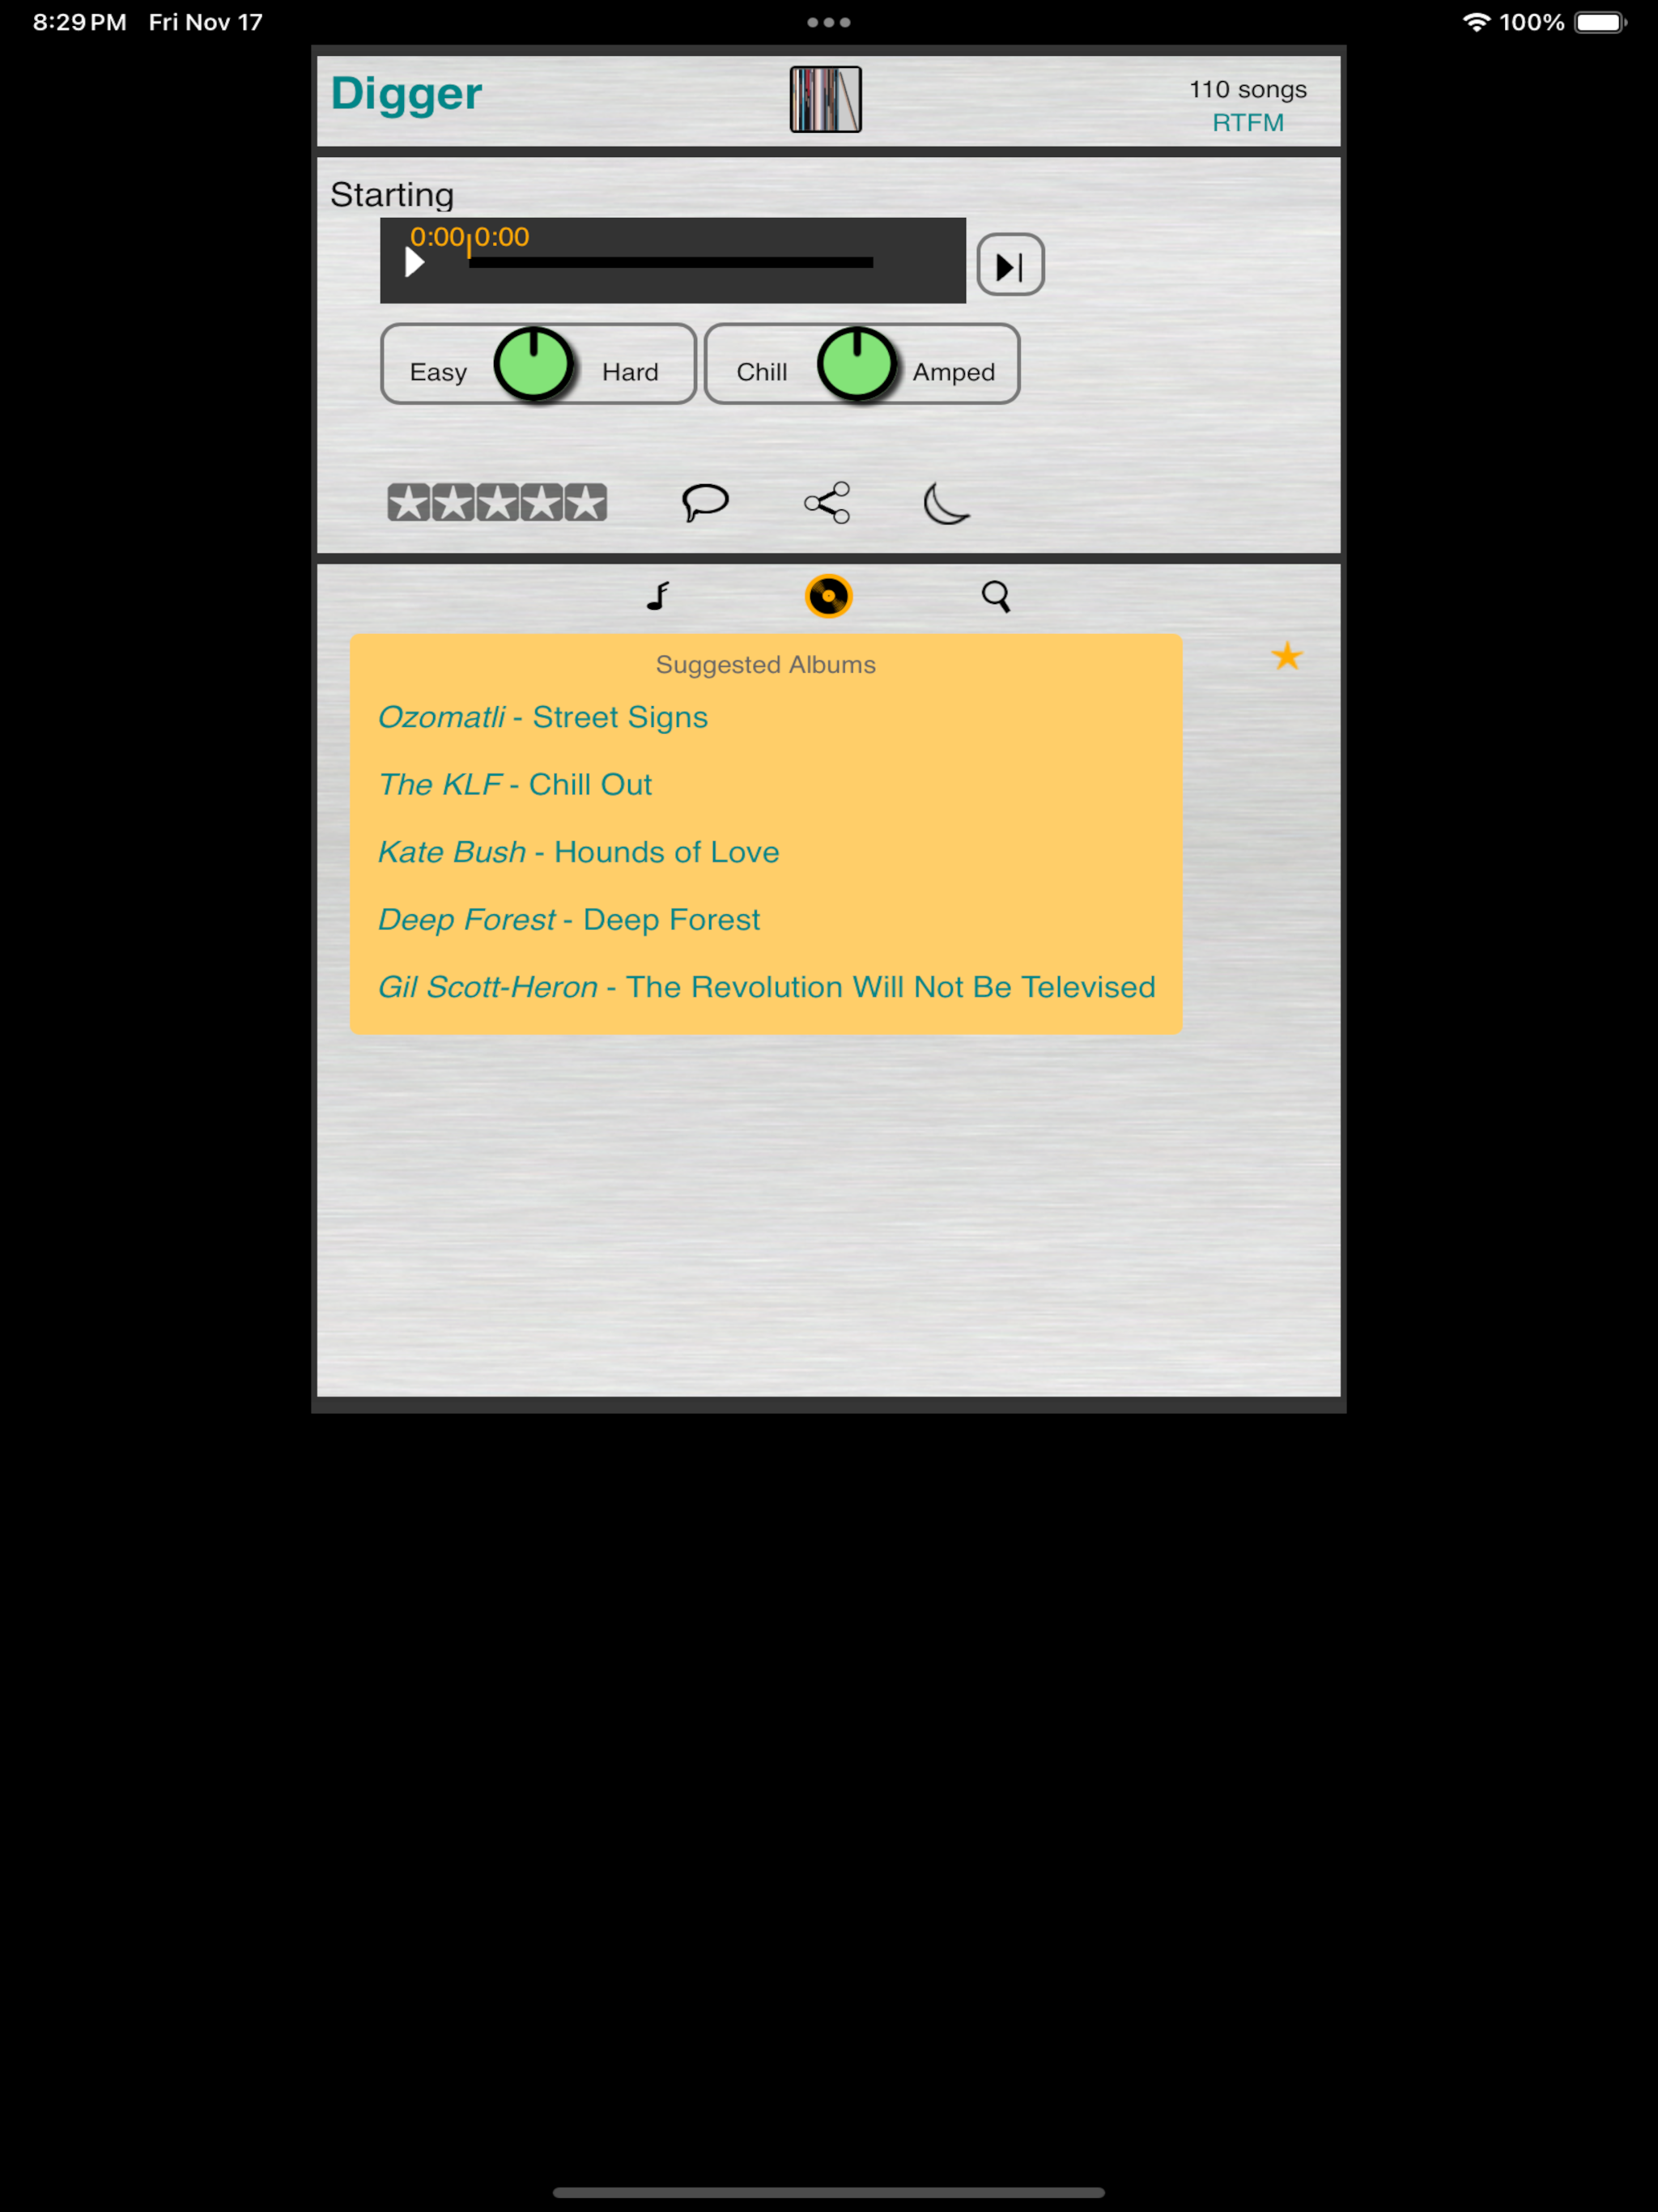 8:29 PM Fri Nov 17
100%
Digger
110 songs
RTFM
Starting
0:00 0:00
Easy Hard Chill Amped
Suggested Albums
Ozomatli - Street Signs
The KLF - Chill Out
Kate Bush - Hounds of Love
Deep Forest - Deep Forest
Gil Scott-Heron - The Revolution Will Not Be Televised